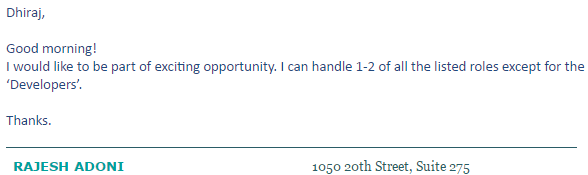 Dhiraj,
Good morning!
I would like to be part of exciting opportunity. I can handle 1-2 of all the listed roles except for the
‘Developers’.
Thanks.
RAJESH ADONI 1050 20th Street, Suite 275